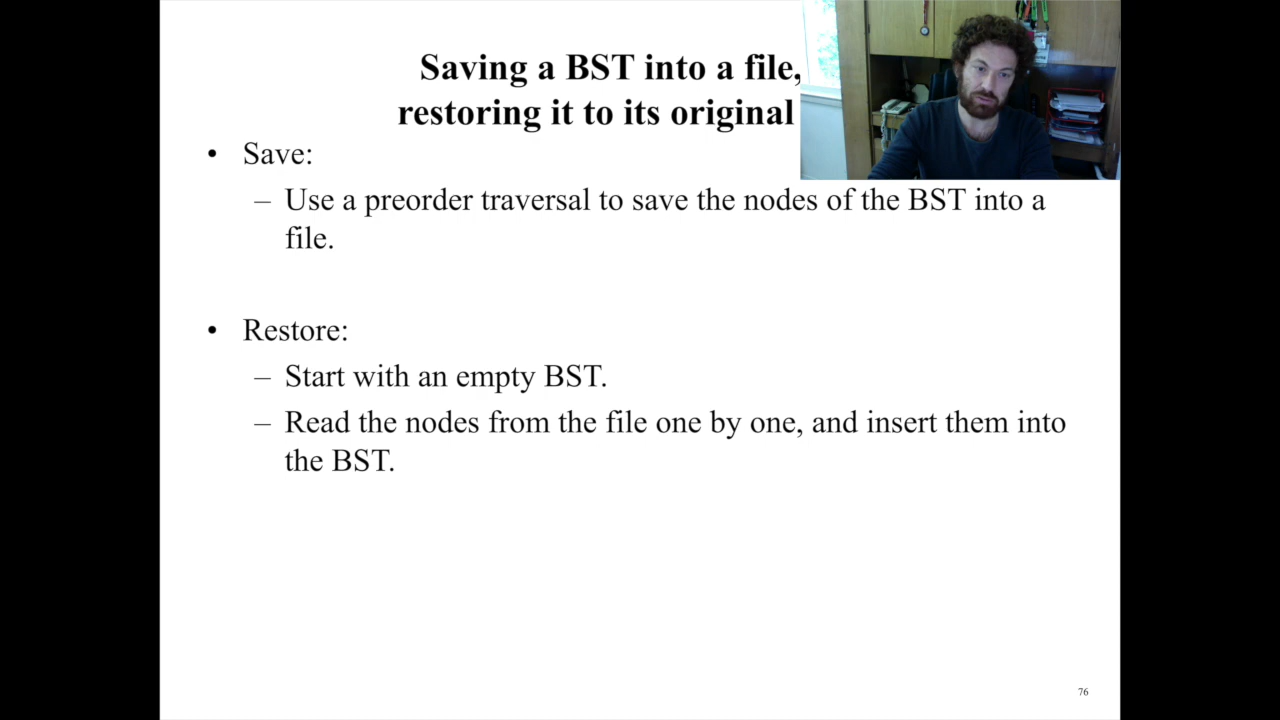 Saving a BST into a file,
restoring it to its original
• Save:
– Use a preorder traversal to save the nodes of the BST into a
file.
• Restore:
– Start with an empty BST.
– Read the nodes from the file one by one, and insert them into
the BST.
76